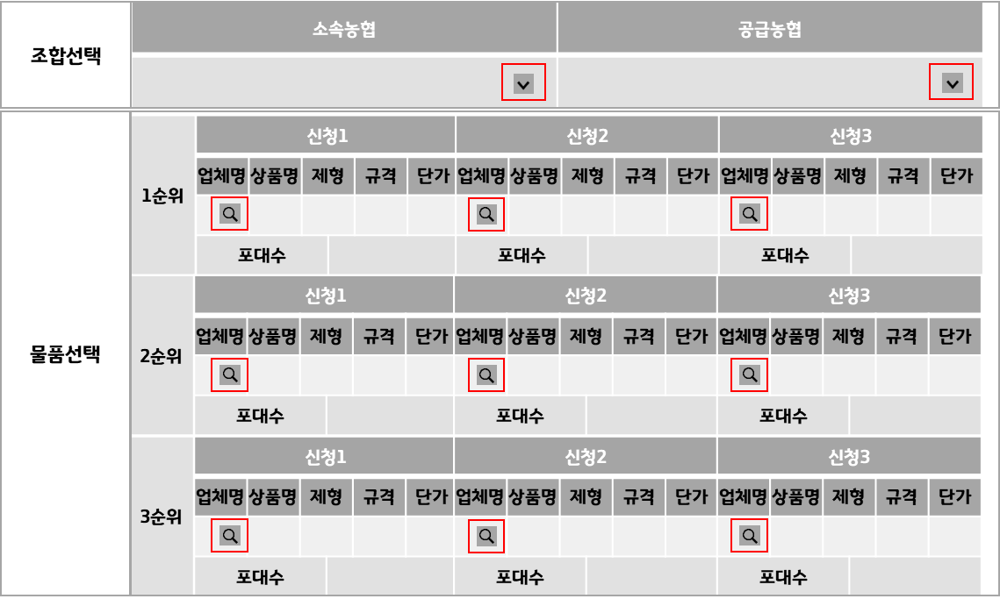 소속농협 공급농협
조합선택
신청1 신청2 신청3
업체명 상품명 제형 규격 단가 업체명 상품명 제형 규격 단가 업체명 상품명 제형 규격 단가
1순위
포대수 포대수 포대수
신청1 신청2 신청3
업체명 상품명 제형 규격 단가 업체명 상품명 제형 규격 단가 업체명 상품명 제형 규격 단가
물품선택
2순위
포대수 포대수 포대수
신청1 신청2 신청3
업체명 상품명 제형 규격 단가 업체명 상품명 제형 규격 단가 업체명 상품명 제형 규격 단가
3순위
포대수 포대수 포대수